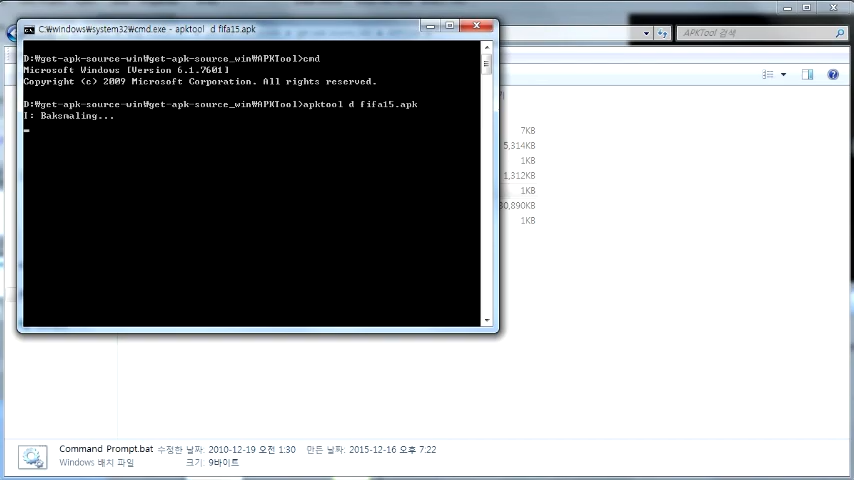 C:₩windows₩system32₩cmd.exe - apktool  d fifa15.apk
APKTool 검색
D:₩get-apk-source-win₩get-apk-source_win₩APKTool>cmd
Microsoft Windows [Version 6.1.7601]
Copyright (c) 2009 Microsoft Corporation. All rights reserved.
D:₩get-apk-source-win₩get-apk-source_win₩APKTool>apktool d fifa15.apk
I: Baksmaling...
7KB
5,314KB
1KB
1,312KB
1KB
30,890KB
1KB
Command Prompt.bat 수정한 날짜: 2010-12-19 오전 1:30 만든 날짜: 2015-12-16 오후 7:22
Windows 배치 파일 크기: 9바이트